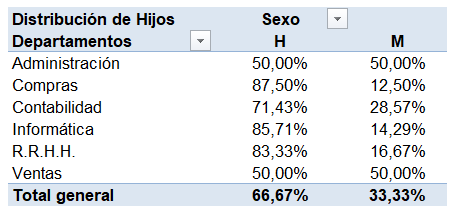 Distribución de Hijos Sexo
Departamentos H M
Administración 50,00% 50,00%
Compras 87,50% 12,50%
Contabilidad 71,43% 28,57%
Informática 85,71% 14,29%
R.R.H.H. 83,33% 16,67%
Ventas 50,00% 50,00%
Total general 66,67% 33,33%